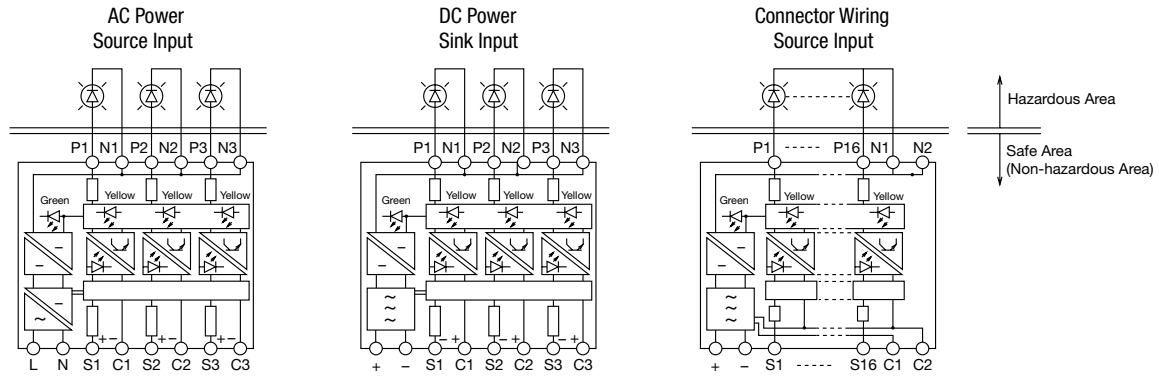 AC Power
Source Input
DC Power
Sink Input
Connector Wiring
Source Input
Hazardous Area
Safe Area
(Non-hazardous Area)
P1 N1 P2 N2 P3 N3
Green
Yellow Yellow Yellow
L N S1 C1 S2 C2 S3 C3
+ − + − + −
P1 N1 P2 N2 P3 N3
Green
Yellow Yellow Yellow
− + − + − +
+ − S1 C1 S2 C2 S3 C3
P1 ----- P16 N1 N2
Green
Yellow Yellow
+ − S1 ----- S16 C1 C2